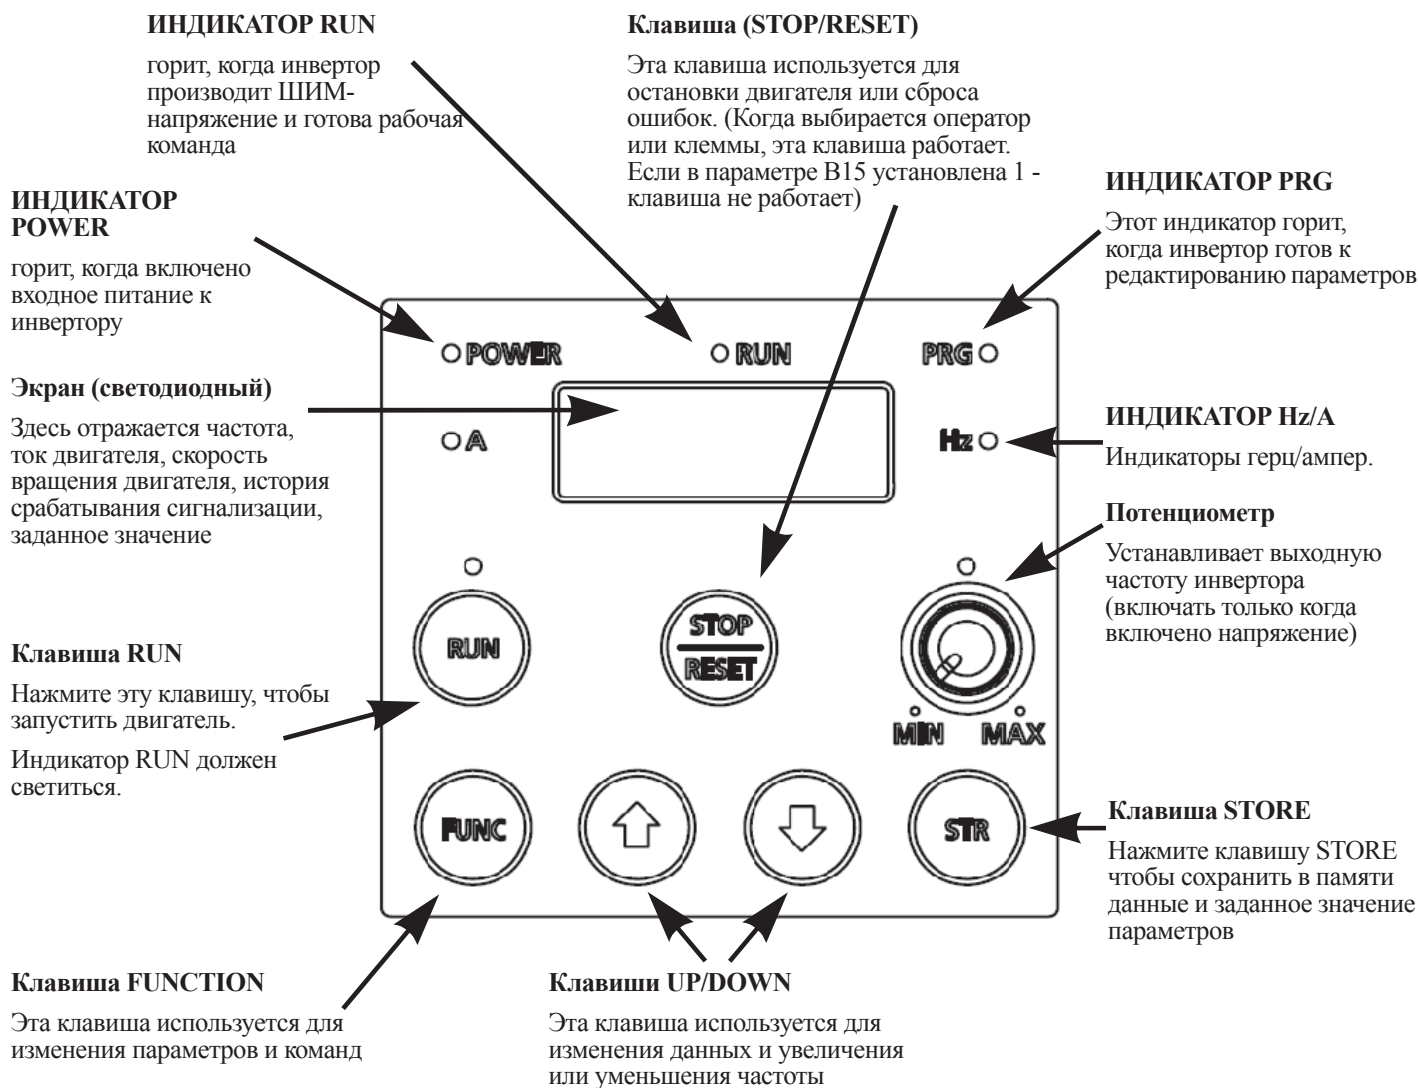 ИНДИКАТОР RUN
горит, когда инвертор
производит ШИМ-
напряжение и готова рабочая
команда
Клавиша (STOP/RESET)
Эта клавиша используется для
остановки двигателя или сброса
ошибок. (Когда выбирается оператор
или клеммы, эта клавиша работает.
Если в параметре B15 установлена 1 -
клавиша не работает)
ИНДИКАТОР
POWER
горит, когда включено
входное питание к
инвертору
ИНДИКАТОР PRG
Этот индикатор горит,
когда инвертор готов к
редактированию параметров
POWER
RUN
PRG
Экран (светодиодный)
Здесь отражается частота,
ток двигателя, скорость
вращения двигателя, история
срабатывания сигнализации,
заданное значение
A
Hz
ИНДИКАТОР Hz/A
Индикаторы герц/ампер.
Потенциометр
Устанавливает выходную
частоту инвертора
(включать только когда
включено напряжение)
RUN
STOP
RESET
MIN
MAX
Клавиша RUN
Нажмите эту клавишу, чтобы
запустить двигатель.
Индикатор RUN должен
светиться.
FUNC
STR
Клавиша STORE
Нажмите клавишу STORE
чтобы сохранить в памяти
данные и заданное значение
параметров
Клавиша FUNCTION
Эта клавиша используется для
изменения параметров и команд
Клавиши UP/DOWN
Эта клавиша используется для
изменения данных и увеличения
или уменьшения частоты